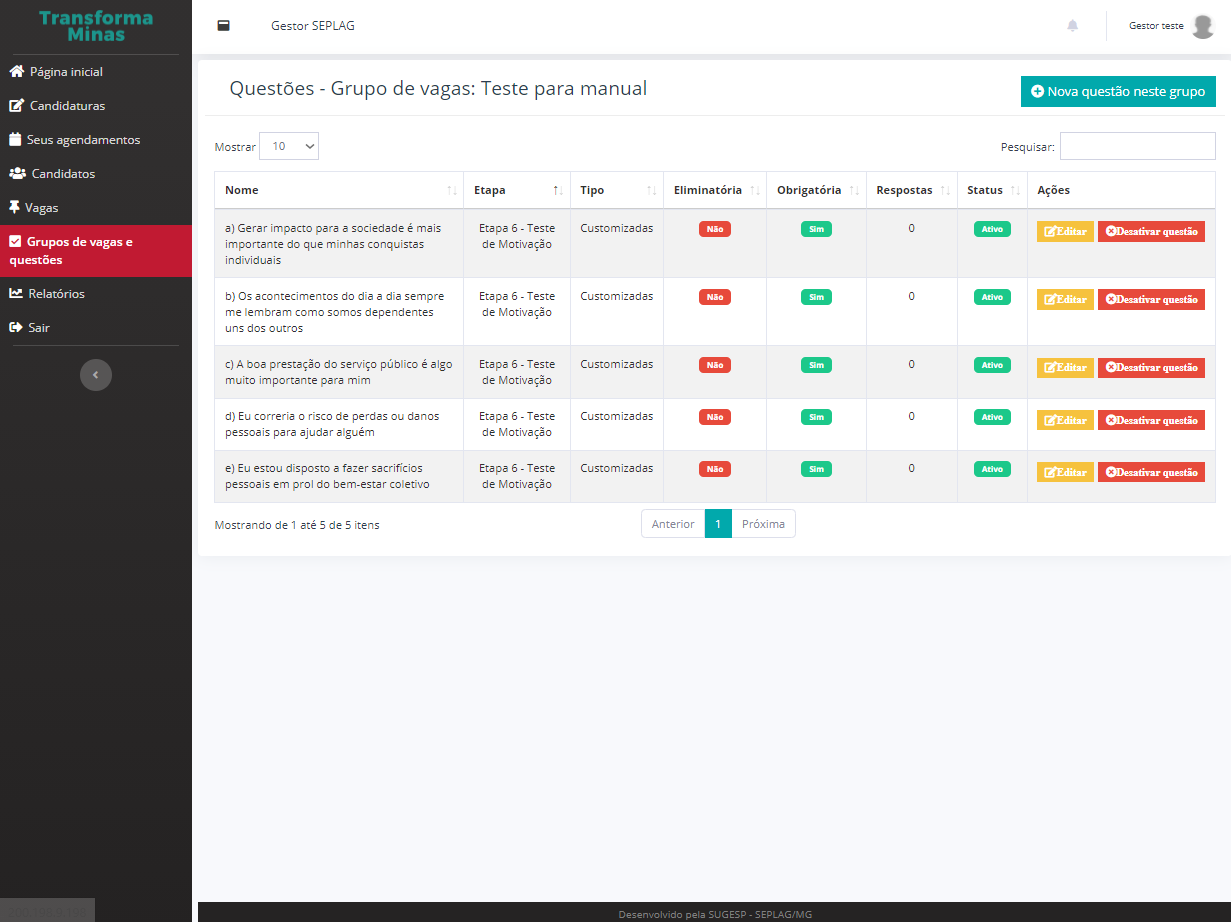 Transforma
Minas
Página inicial
Candidaturas
Seus agendamentos
Candidatos
Vagas
Grupos de vagas e
questões
Relatórios
Sair
Gestor SEPLAG
Gestor teste
Questões - Grupo de vagas: Teste para manual
Nova questão neste grupo
Mostrar 10
Pesquisar:
Nome Etapa Tipo Eliminatória Obrigatória Respostas Status Ações
a) Gerar impacto para a sociedade é mais
importante do que minhas conquistas
individuais
Etapa 6 - Teste
de Motivação
Customizadas Não Sim 0 Ativo Editar Desativar questão
b) Os acontecimentos do dia a dia sempre
me lembram como somos dependentes
uns dos outros
Etapa 6 - Teste
de Motivação
Customizadas Não Sim 0 Ativo Editar Desativar questão
c) A boa prestação do serviço público é algo
muito importante para mim
Etapa 6 - Teste
de Motivação
Customizadas Não Sim 0 Ativo Editar Desativar questão
d) Eu correria o risco de perdas ou danos
pessoais para ajudar alguém
Etapa 6 - Teste
de Motivação
Customizadas Não Sim 0 Ativo Editar Desativar questão
e) Eu estou disposto a fazer sacrifícios
pessoais em prol do bem-estar coletivo
Etapa 6 - Teste
de Motivação
Customizadas Não Sim 0 Ativo Editar Desativar questão
Mostrando de 1 até 5 de 5 itens
Anterior 1 Próxima
Desenvolvido pela SUGESP - SEPLAG/MG